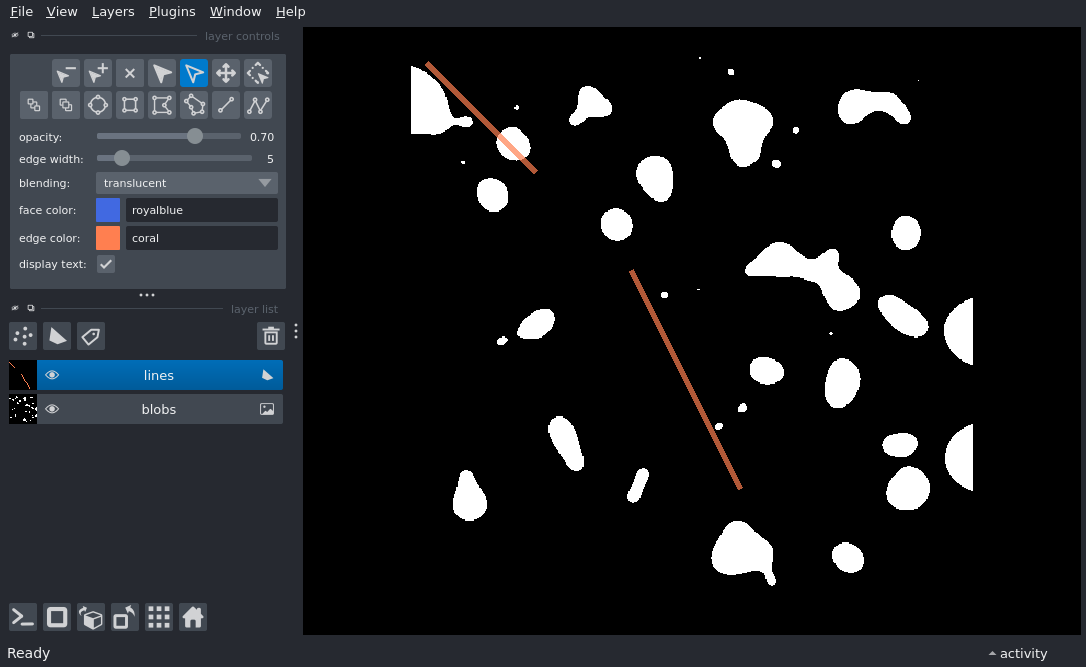 File View Layers Plugins Window Help
layer controls
opacity: 0.70
edge width: 5
blending: translucent
face color: royalblue
edge color: coral
display text:
layer list
lines
blobs
Ready
activity